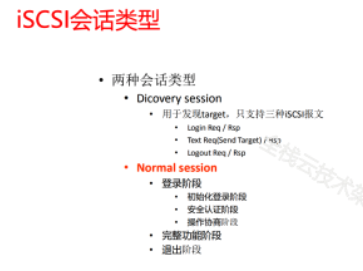 iSCSI会话类型
• 两种会话类型
• Dicovery session
• 用于发现target，只支持三种iSCSI报文
• Login Req / Rsp
• Text Req(Send Target) / Rsp
• Logout Req / Rsp
• Normal session
• 登录阶段
• 初始化登录阶段
• 安全认证阶段
• 操作协商阶段
• 完整功能阶段
• 退出阶段
全栈云技术架